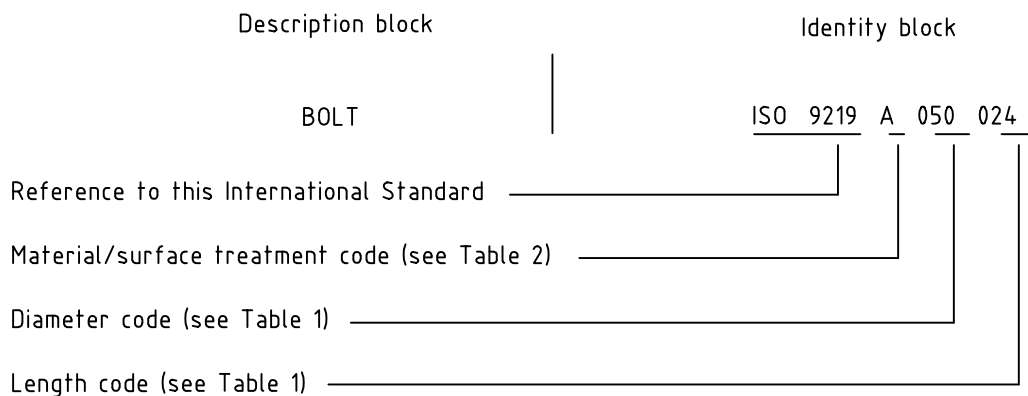 Description block
Identity block
BOLT
ISO 9219 A 050 024
Reference to this International Standard
Material/surface treatment code (see Table 2)
Diameter code (see Table 1)
Length code (see Table 1)